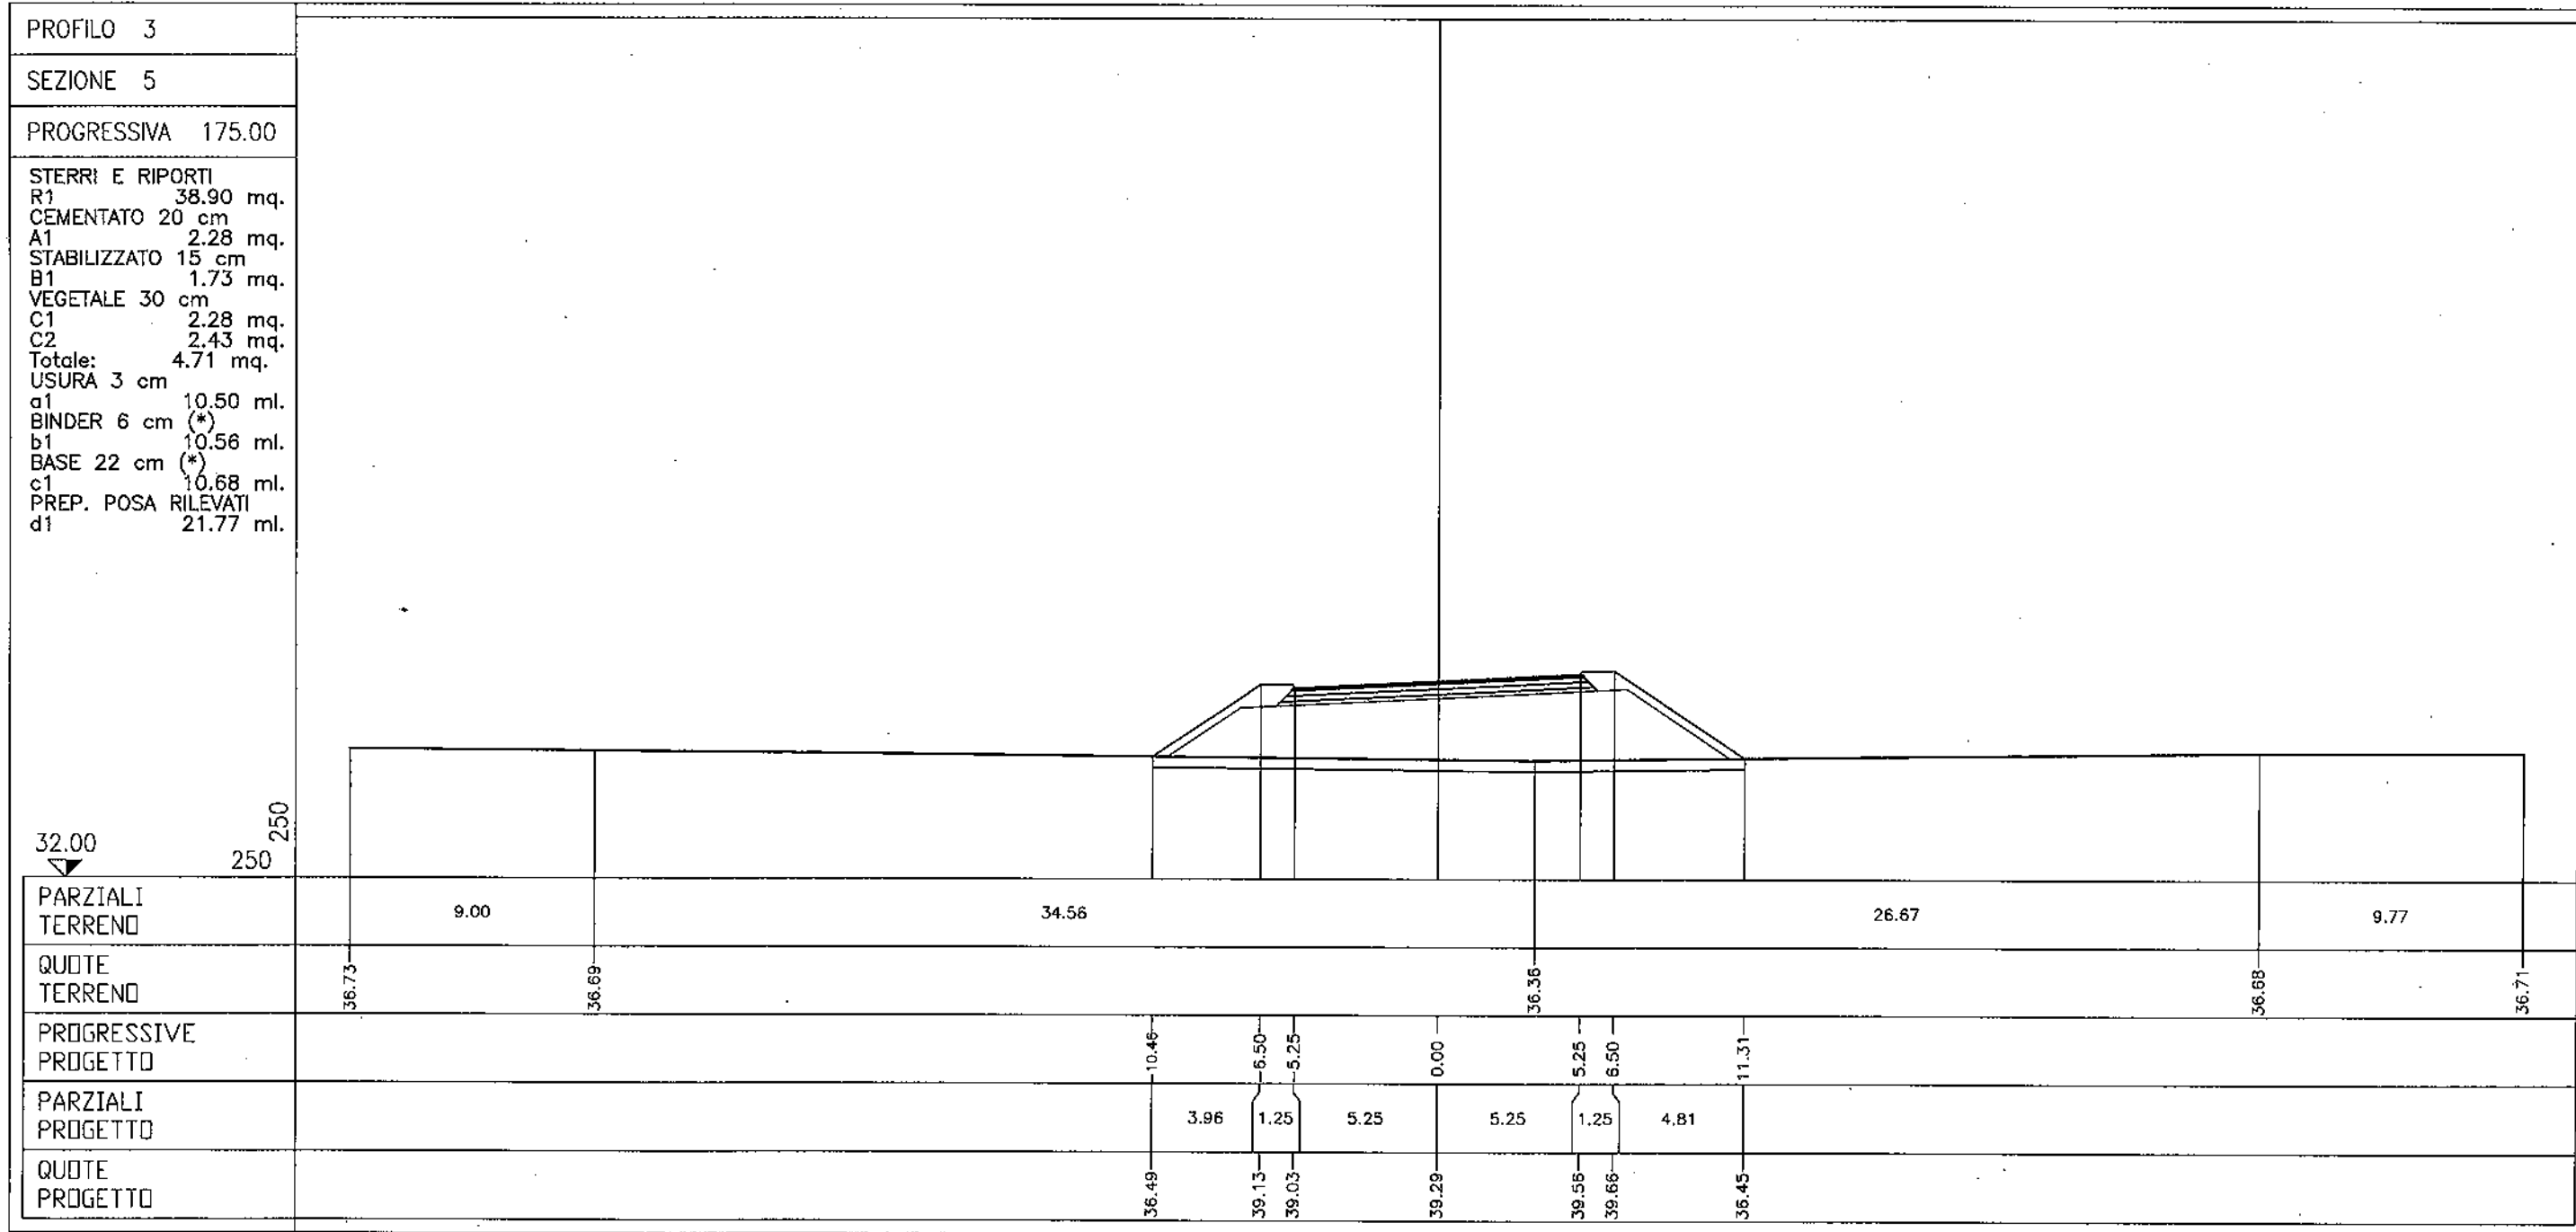 PROFILO 3
SEZIONE 5
PROGRESSIVA 175.00
STERRI E RIPORTI
R1 38.90 mq.
CEMENTATO 20 cm
A1 2.28 mq.
STABILIZZATO 15 cm
B1 1.73 mq.
VEGETALE 30 cm
C1 2.28 mq.
C2 2.43 mq.
Totale: 4.71 mq.
USURA 3 cm
a1 10.50 ml.
BINDER 6 cm (*)
b1 10.56 ml.
BASE 22 cm (*)
c1 10.68 ml.
PREP. POSA RILEVATI
d1 21.77 ml.
250
32.00
250
PARZIALI
TERRENO
9.00 34.56 26.67 9.77
QUOTE
TERRENO
36.73 36.69 36.36 36.68 36.71
PROGRESSIVE
PROGETTO
-10.46 -6.50 -5.25 0.00 5.25 6.50 11.31
PARZIALI
PROGETTO
3.96 1.25 5.25 5.25 1.25 4.81
QUOTE
PROGETTO
36.49 39.13 39.03 39.29 39.56 39.66 36.45